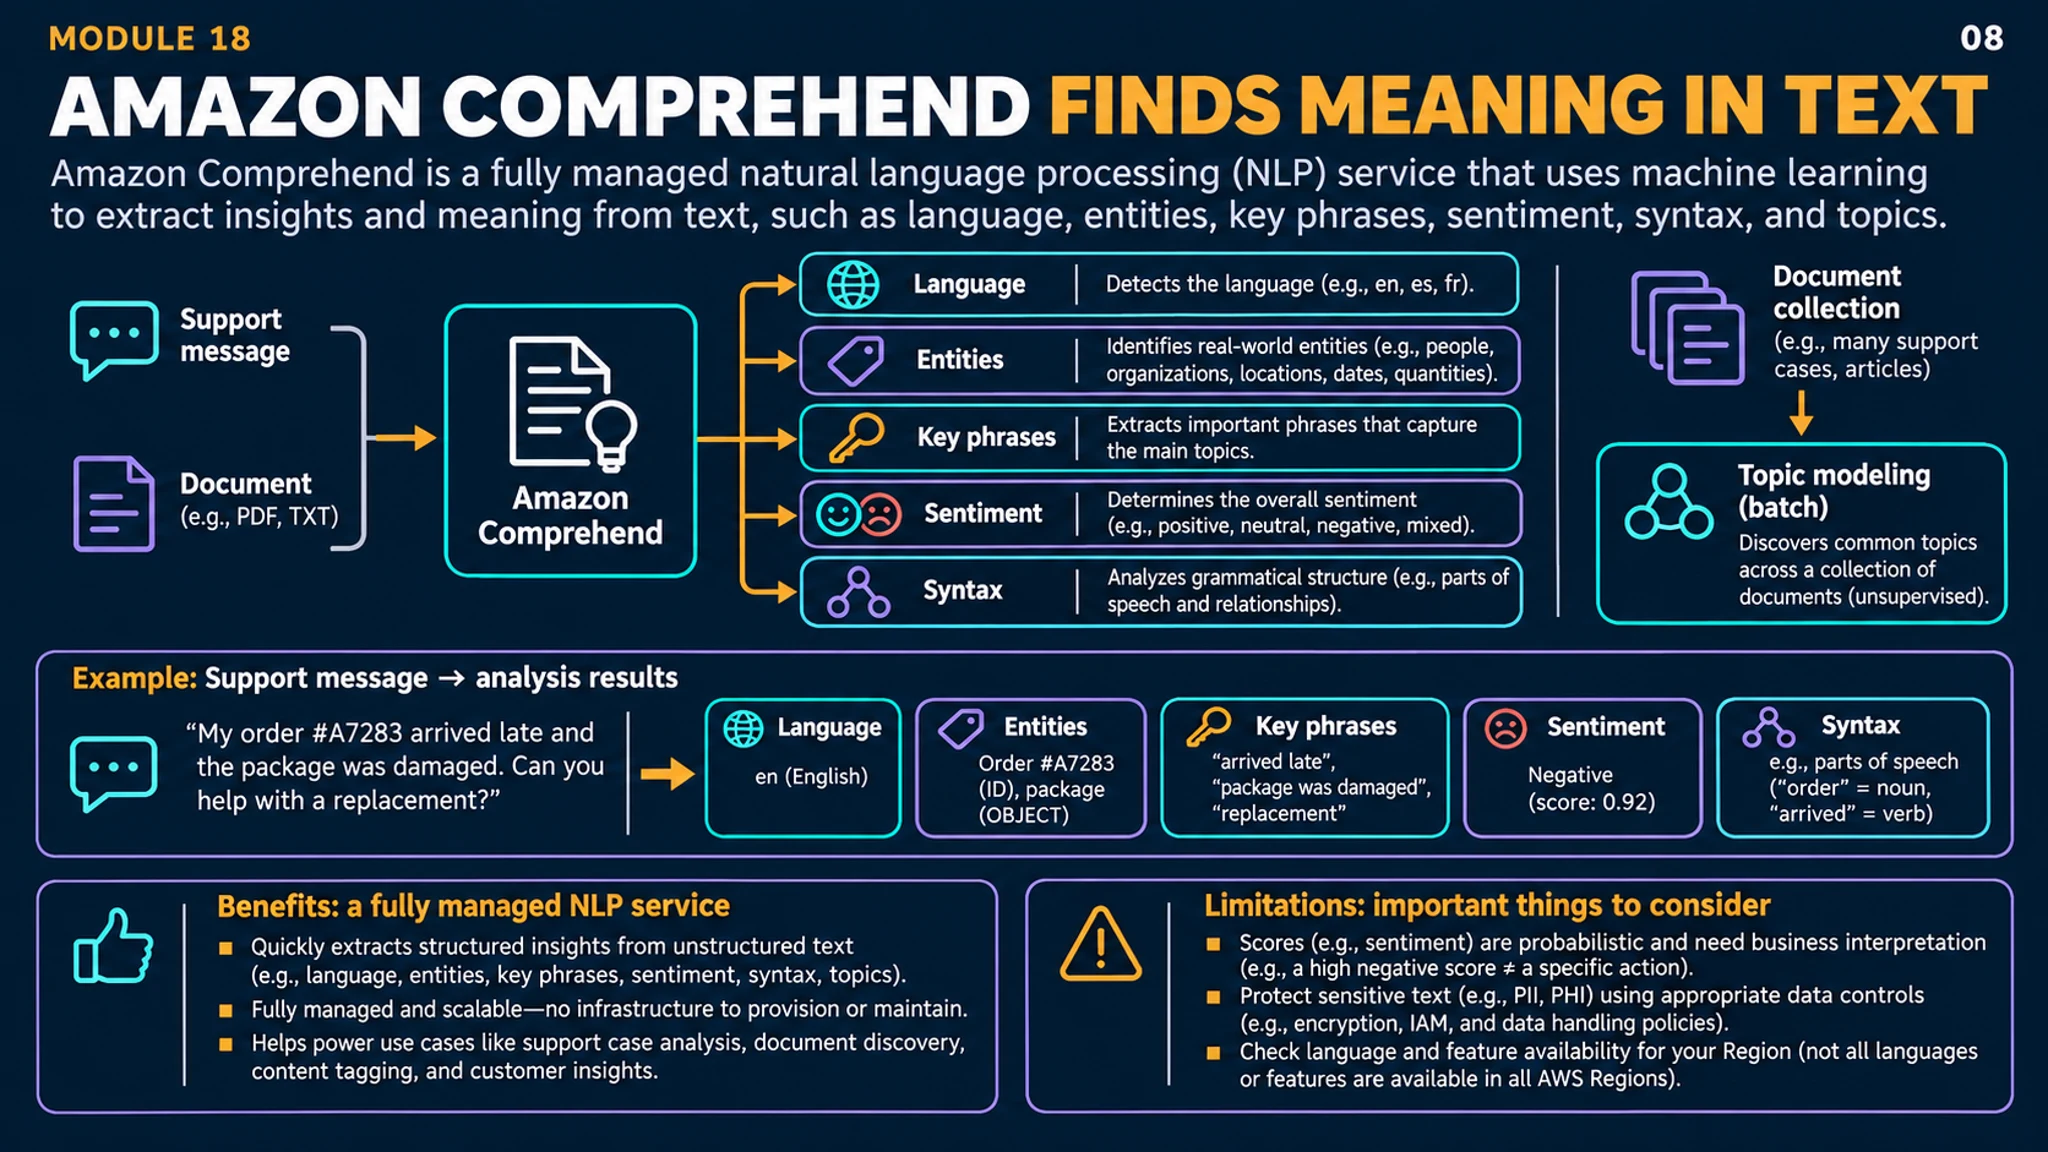 MODULE 18
08
AMAZON COMPREHEND FINDS MEANING IN TEXT
Amazon Comprehend is a fully managed natural language processing (NLP) service that uses machine learning
to extract insights and meaning from text, such as language, entities, key phrases, sentiment, syntax, and topics.
Support
message
Document
(e.g., PDF, TXT)
Amazon
Comprehend
Language
Detects the language (e.g., en, es, fr).
Entities
Identifies real-world entities (e.g., people,
organizations, locations, dates, quantities).
Key phrases
Extracts important phrases that capture
the main topics.
Sentiment
Determines the overall sentiment
(e.g., positive, neutral, negative, mixed).
Syntax
Analyzes grammatical structure (e.g., parts of
speech and relationships).
Document
collection
(e.g., many support
cases, articles)
Topic modeling
(batch)
Discovers common topics
across a collection of
documents (unsupervised).
Example: Support message → analysis results
“My order #A7283 arrived late and
the package was damaged. Can you
help with a replacement?”
Language
en (English)
Entities
Order #A7283
(ID), package
(OBJECT)
Key phrases
“arrived late”,
“package was damaged”,
“replacement”
Sentiment
Negative
(score: 0.92)
Syntax
e.g., parts of speech
(“order” = noun,
“arrived” = verb)
Benefits: a fully managed NLP service
■ Quickly extracts structured insights from unstructured text
(e.g., language, entities, key phrases, sentiment, syntax, topics).
■ Fully managed and scalable—no infrastructure to provision or maintain.
■ Helps power use cases like support case analysis, document discovery,
content tagging, and customer insights.
Limitations: important things to consider
■ Scores (e.g., sentiment) are probabilistic and need business interpretation
(e.g., a high negative score ≠ a specific action).
■ Protect sensitive text (e.g., PII, PHI) using appropriate data controls
(e.g., encryption, IAM, and data handling policies).
■ Check language and feature availability for your Region (not all languages
or features are available in all AWS Regions).